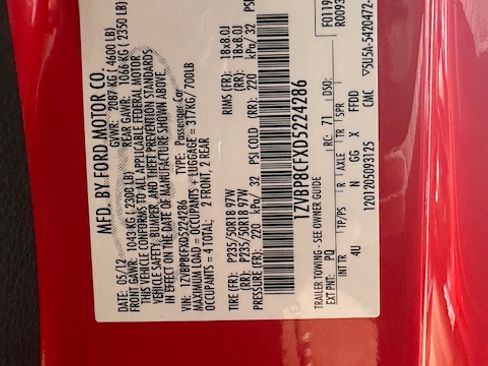 MFD. BY FORD MOTOR CO.
05/12 GVWR: 2087 KG ( 4600 LB)
FRONT GAWR: 1043 KG ( 2300 LB) REAR GAWR: 1066 KG ( 2350 LB)
THIS VEHICLE CONFORMS TO ALL APPLICABLE FEDERAL MOTOR
VEHICLE SAFETY, BUMPER, AND THEFT PREVENTION STANDARDS
IN EFFECT ON THE DATE OF MANUFACTURE SHOWN ABOVE.
VIN: 1ZVBP8CFXD5224286 TYPE: Passenger Car
MAXIMUM LOAD = OCCUPANTS + LUGGAGE = 317KG/ 700LB
OCCUPANTS = 4 TOTAL: 2 FRONT, 2 REAR
TIRE (FR): P235/50R18 97W RIMS (FR): 18x8.0J
(RR): P235/50R18 97W (RR): 18x8.0J
PRESSURE (FR): 220 kPa/ 32 PSI COLD (RR): 220 kPa/ 32
1ZVBP8CFXD5224286
TRAILER TOWING - SEE OWNER GUIDE F0119
EXT PNT: PQ RC: 71 DSO: R0093
INT TR TP/PS R AXLE TR SPR
4U N GG X FFDD
1201205093125 CMC 5U5A-5420472-